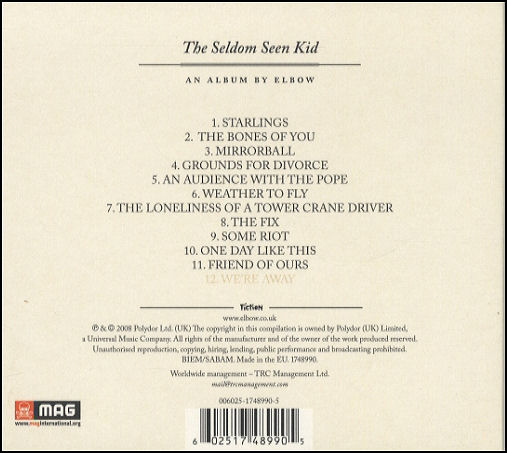 The Seldom Seen Kid
AN ALBUM BY ELBOW
1. STARLINGS
2. THE BONES OF YOU
3. MIRRORBALL
4. GROUNDS FOR DIVORCE
5. AN AUDIENCE WITH THE POPE
6. WEATHER TO FLY
7. THE LONELINESS OF A TOWER CRANE DRIVER
8. THE FIX
9. SOME RIOT
10. ONE DAY LIKE THIS
11. FRIEND OF OURS
12. WE'RE AWAY
Fiction
www.elbow.co.uk
℗ & © 2008 Polydor Ltd. (UK) The copyright in this compilation is owned by Polydor (UK) Limited,
a Universal Music Company. All rights of the manufacturer and of the owner of the work produced reserved.
Unauthorised reproduction, copying, hiring, lending, public performance and broadcasting prohibited.
BIEM/SABAM. Made in the EU. 1748990.
Worldwide management – TRC Management Ltd.
mail@trcmanagement.com
006025-1748990-5
MAG
www.maginternational.org
6 02517 48990 5